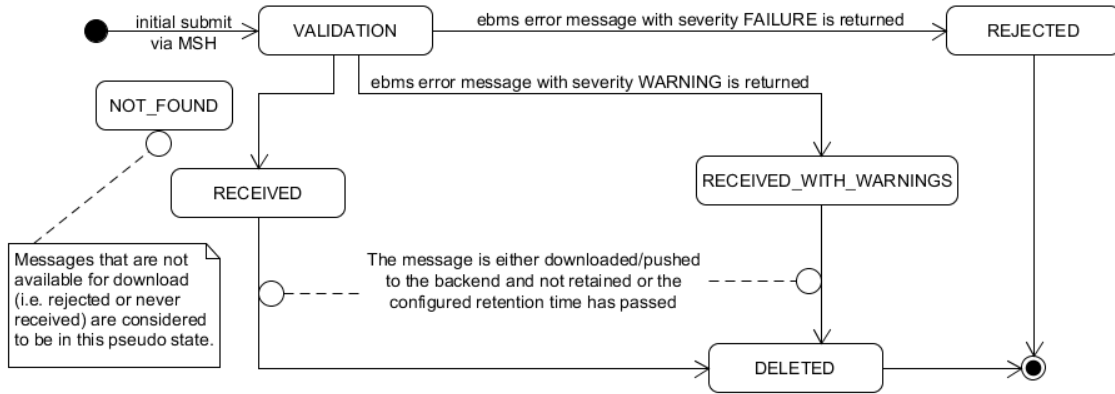 initial submit
via MSH
VALIDATION
ebms error message with severity FAILURE is returned
REJECTED
ebms error message with severity WARNING is returned
NOT_FOUND
RECEIVED
RECEIVED_WITH_WARNINGS
Messages that are not
available for download
(i.e. rejected or never
received) are considered
to be in this pseudo state.
The message is either downloaded/pushed
to the backend and not retained or the
configured retention time has passed
DELETED